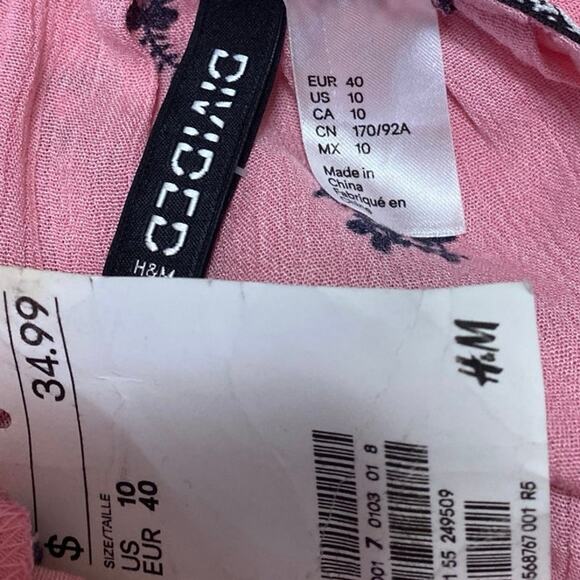 DIVIDED
H&M
EUR 40
US 10
CA 10
CN 170/92A
MX 10
Made in
China
Fabriqué en
H&M
$ 34.99
SIZE/TAILLE
US 10
EUR 40
001 7 0103 01 8
1 55 249509
568767 001 R5